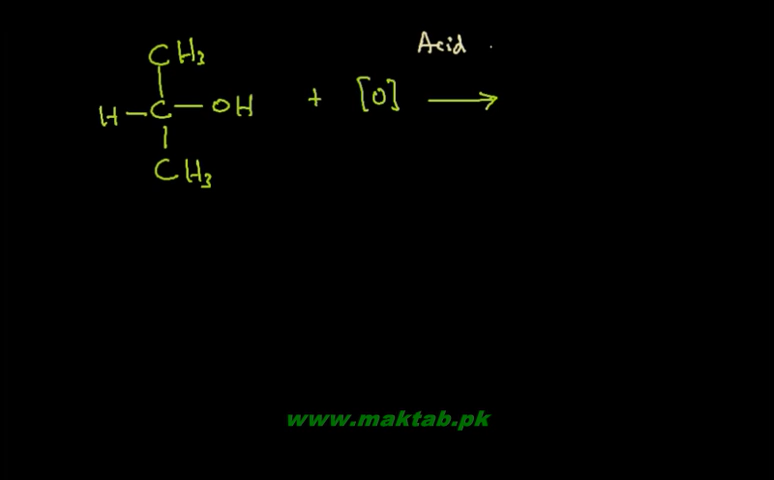 Acid
CH3
H - C - OH + [O] →
CH3
www.maktab.pk